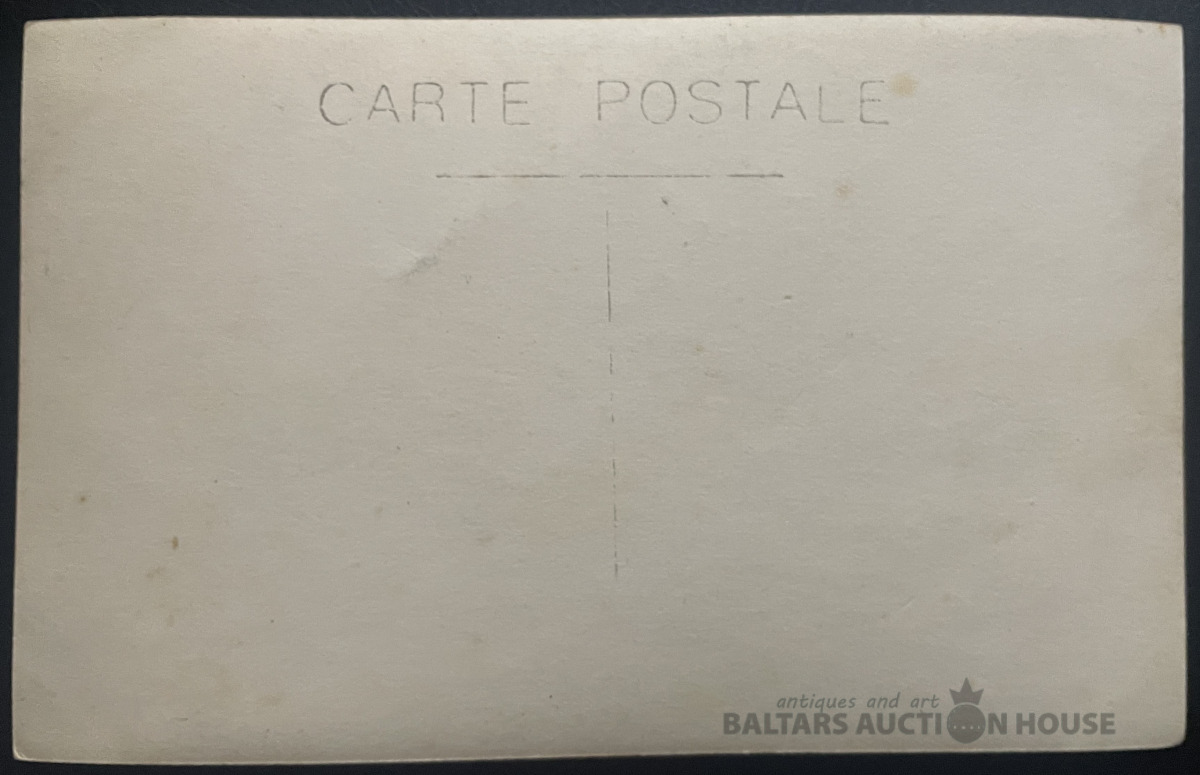 CARTE POSTALE
antiques and art
BALTARS AUCTION HOUSE